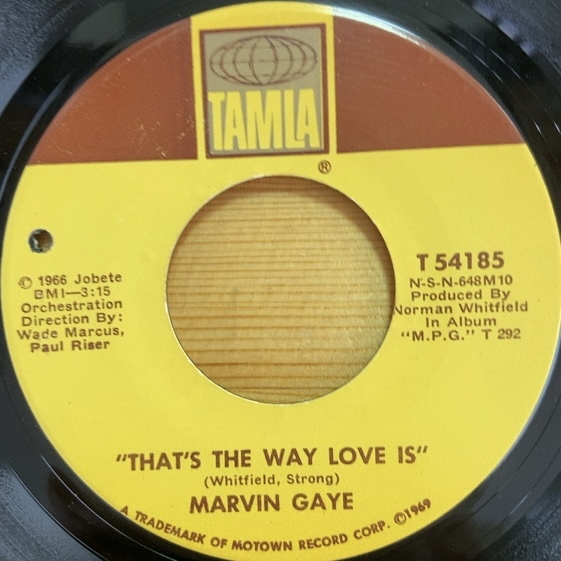 TAMLA
®
© 1966 Jobete
BMI—3:15
Orchestration
Direction By:
Wade Marcus,
Paul Riser
T 54185
N-S-N-648M10
Produced By
Norman Whitfield
In Album
"M.P.G." T 292
"THAT'S THE WAY LOVE IS"
(Whitfield, Strong)
MARVIN GAYE
A TRADEMARK OF MOTOWN RECORD CORP. ©1969